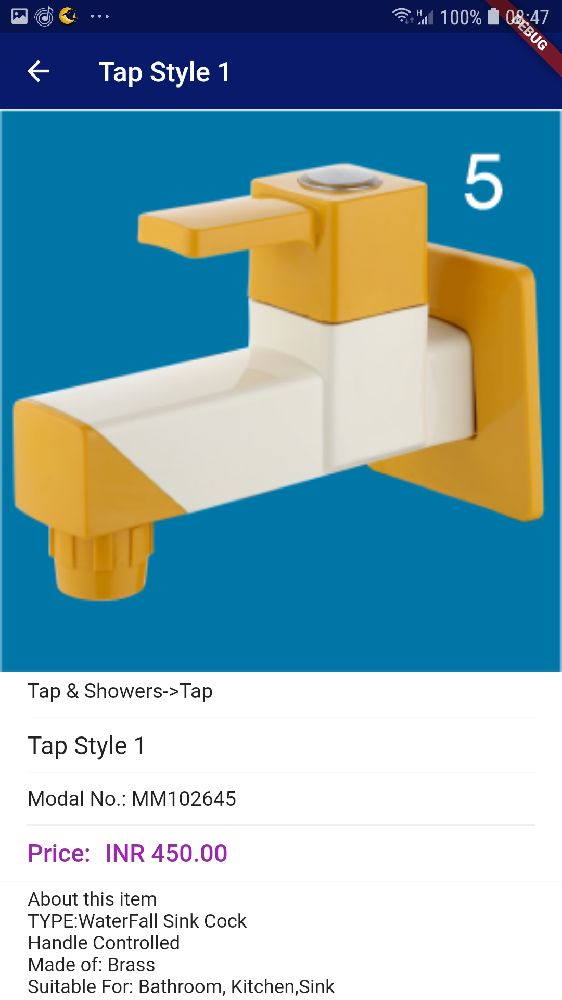 100% 08:47
DEBUG
Tap Style 1
5
Tap & Showers->Tap
Tap Style 1
Modal No.: MM102645
Price: INR 450.00
About this item
TYPE:WaterFall Sink Cock
Handle Controlled
Made of: Brass
Suitable For: Bathroom, Kitchen,Sink